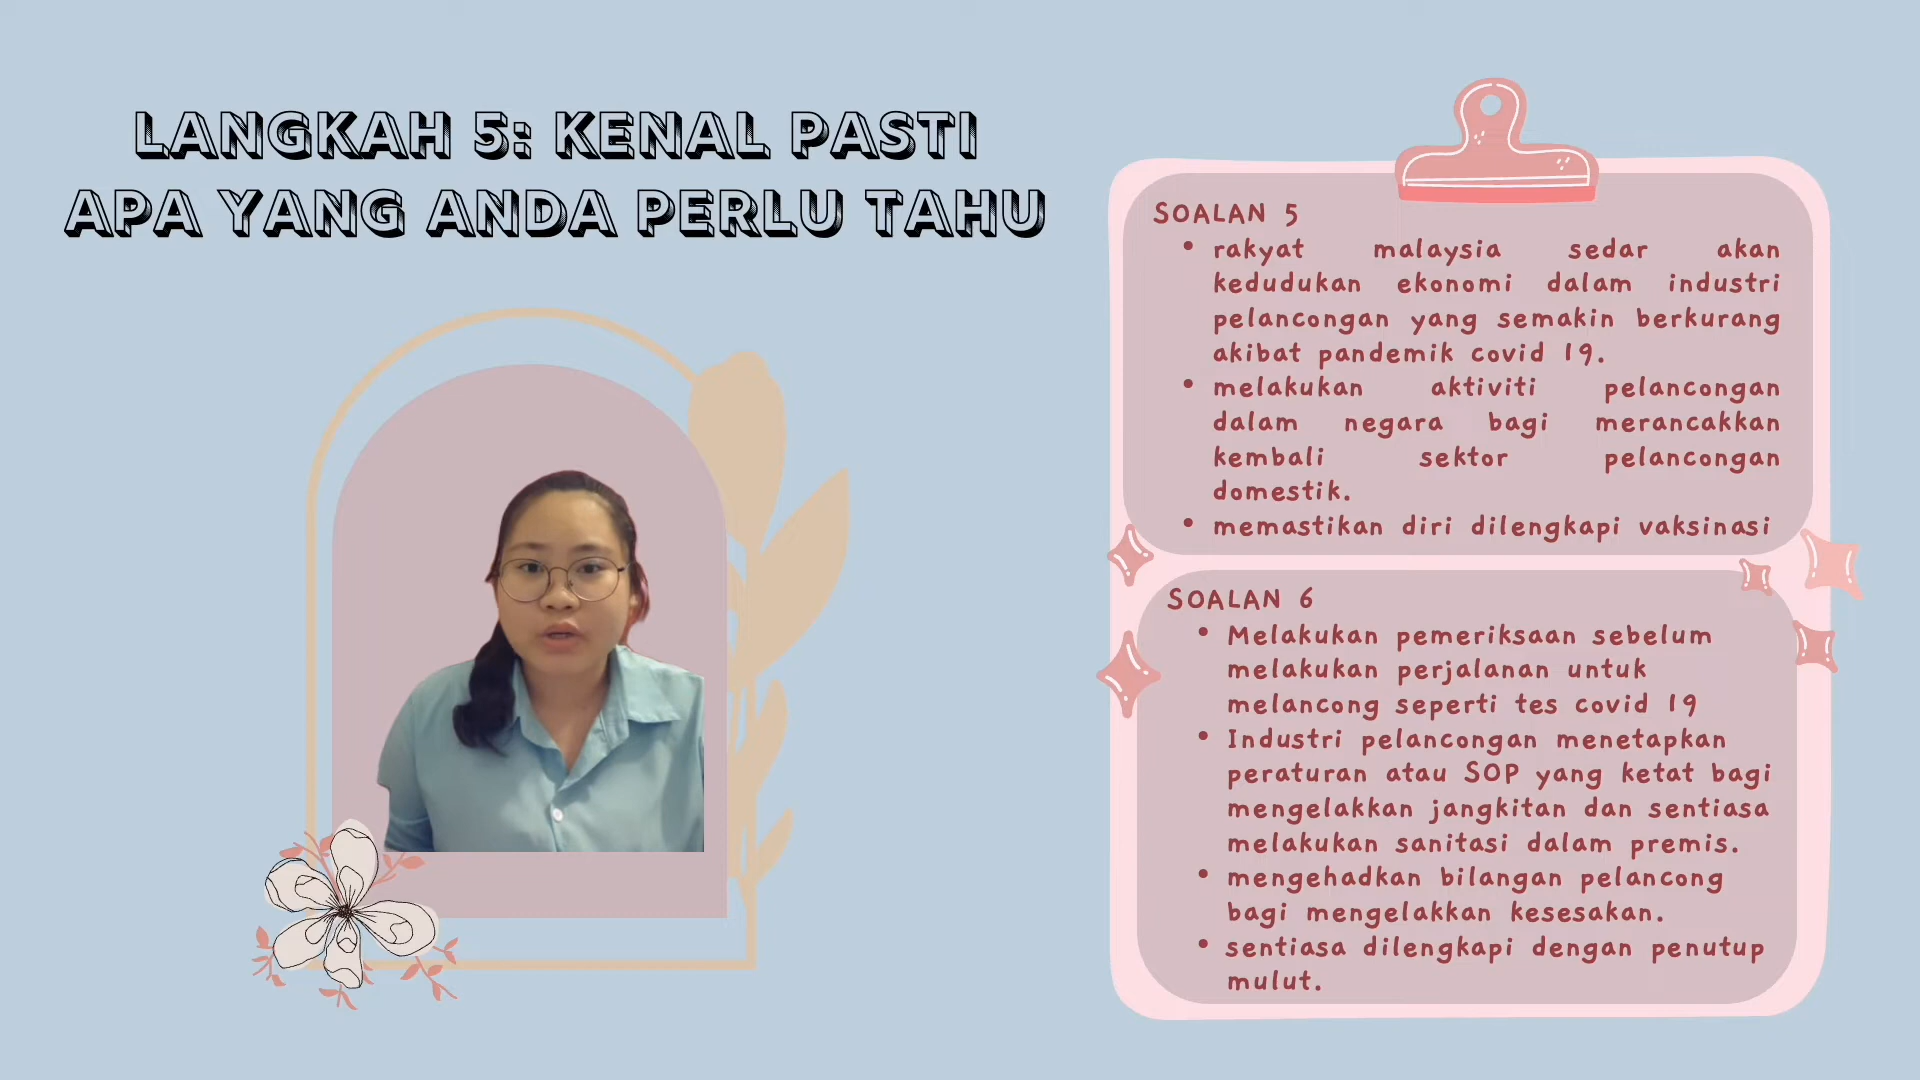 LANGKAH 5: KENAL PASTI
APA YANG ANDA PERLU TAHU
SOALAN 5
• rakyat malaysia sedar akan
kedudukan ekonomi dalam industri
pelancongan yang semakin berkurang
akibat pandemik covid 19.
• melakukan aktiviti pelancongan
dalam negara bagi merancakkan
kembali sektor pelancongan
domestik.
• memastikan diri dilengkapi vaksinasi
SOALAN 6
• Melakukan pemeriksaan sebelum
melakukan perjalanan untuk
melancong seperti tes covid 19
• Industri pelancongan menetapkan
peraturan atau SOP yang ketat bagi
mengelakkan jangkitan dan sentiasa
melakukan sanitasi dalam premis.
• mengehadkan bilangan pelancong
bagi mengelakkan kesesakan.
• sentiasa dilengkapi dengan penutup
mulut.